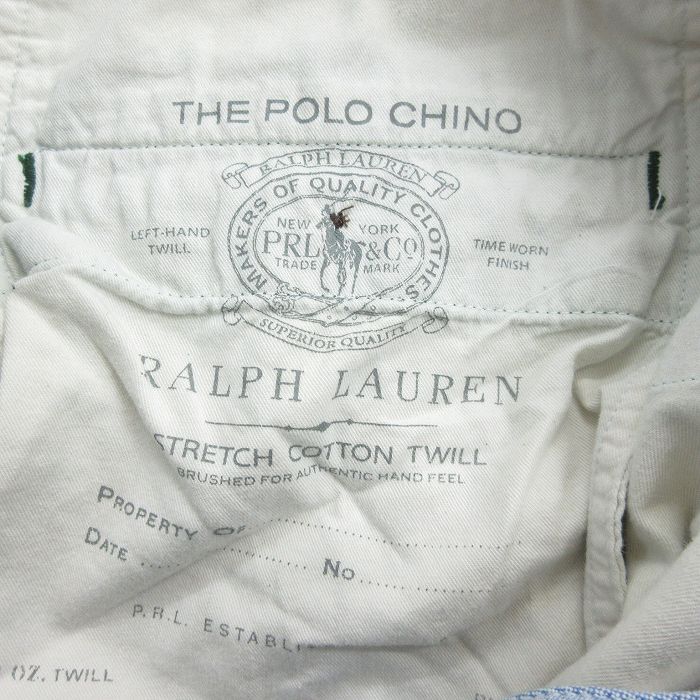 THE POLO CHINO
RALPH LAUREN
MAKERS OF QUALITY CLOTHES
NEW YORK
PRL & Co
TRADE MARK
SUPERIOR QUALITY
LEFT-HAND
TWILL
TIME WORN
FINISH
RALPH LAUREN
STRETCH COTTON TWILL
BRUSHED FOR AUTHENTIC HAND FEEL
PROPERTY OF
DATE No
P.R.L. ESTABLI
OZ. TWILL